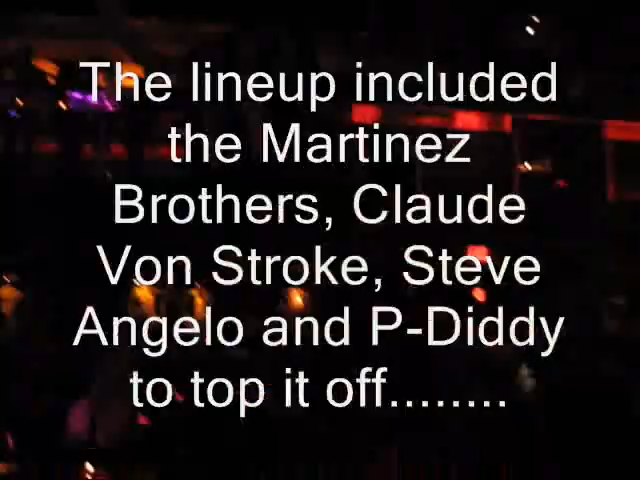 The lineup included
the Martinez
Brothers, Claude
Von Stroke, Steve
Angelo and P-Diddy
to top it off........